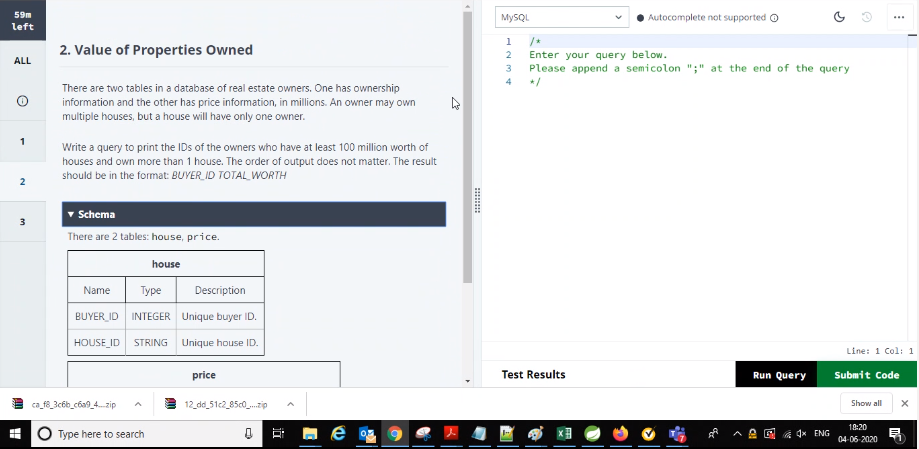 59m
left
ALL
1
2
3
2. Value of Properties Owned
There are two tables in a database of real estate owners. One has ownership
information and the other has price information, in millions. An owner may own
multiple houses, but a house will have only one owner.
Write a query to print the IDs of the owners who have at least 100 million worth of
houses and own more than 1 house. The order of output does not matter. The result
should be in the format: BUYER_ID TOTAL_WORTH
▼ Schema
There are 2 tables: house, price.
house
Name Type Description
BUYER_ID INTEGER Unique buyer ID.
HOUSE_ID STRING Unique house ID.
price
MySQL
Autocomplete not supported
...
1 /*
2 Enter your query below.
3 Please append a semicolon ";" at the end of the query
4 */
Line: 1 Col: 1
Test Results
Run Query
Submit Code
ca_f8_3c6b_c6a9_4....zip
12_dd_51c2_85c0_....zip
Show all
Type here to search
ENG
18:20
04-06-2020